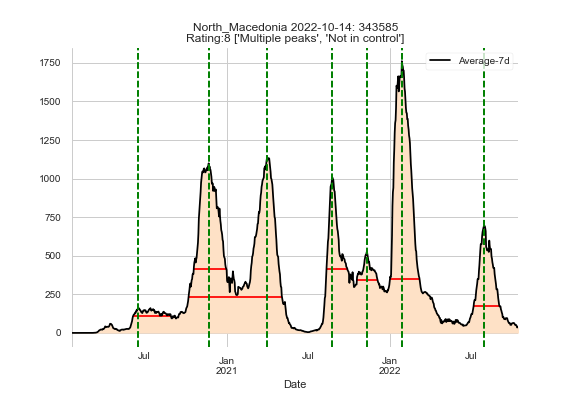 North_Macedonia 2022-10-14: 343585
Rating:8 ['Multiple peaks', 'Not in control']
Average-7d
1750
1500
1250
1000
750
500
250
0
Jul
Jan
2021
Jul
Jan
2022
Jul
Date